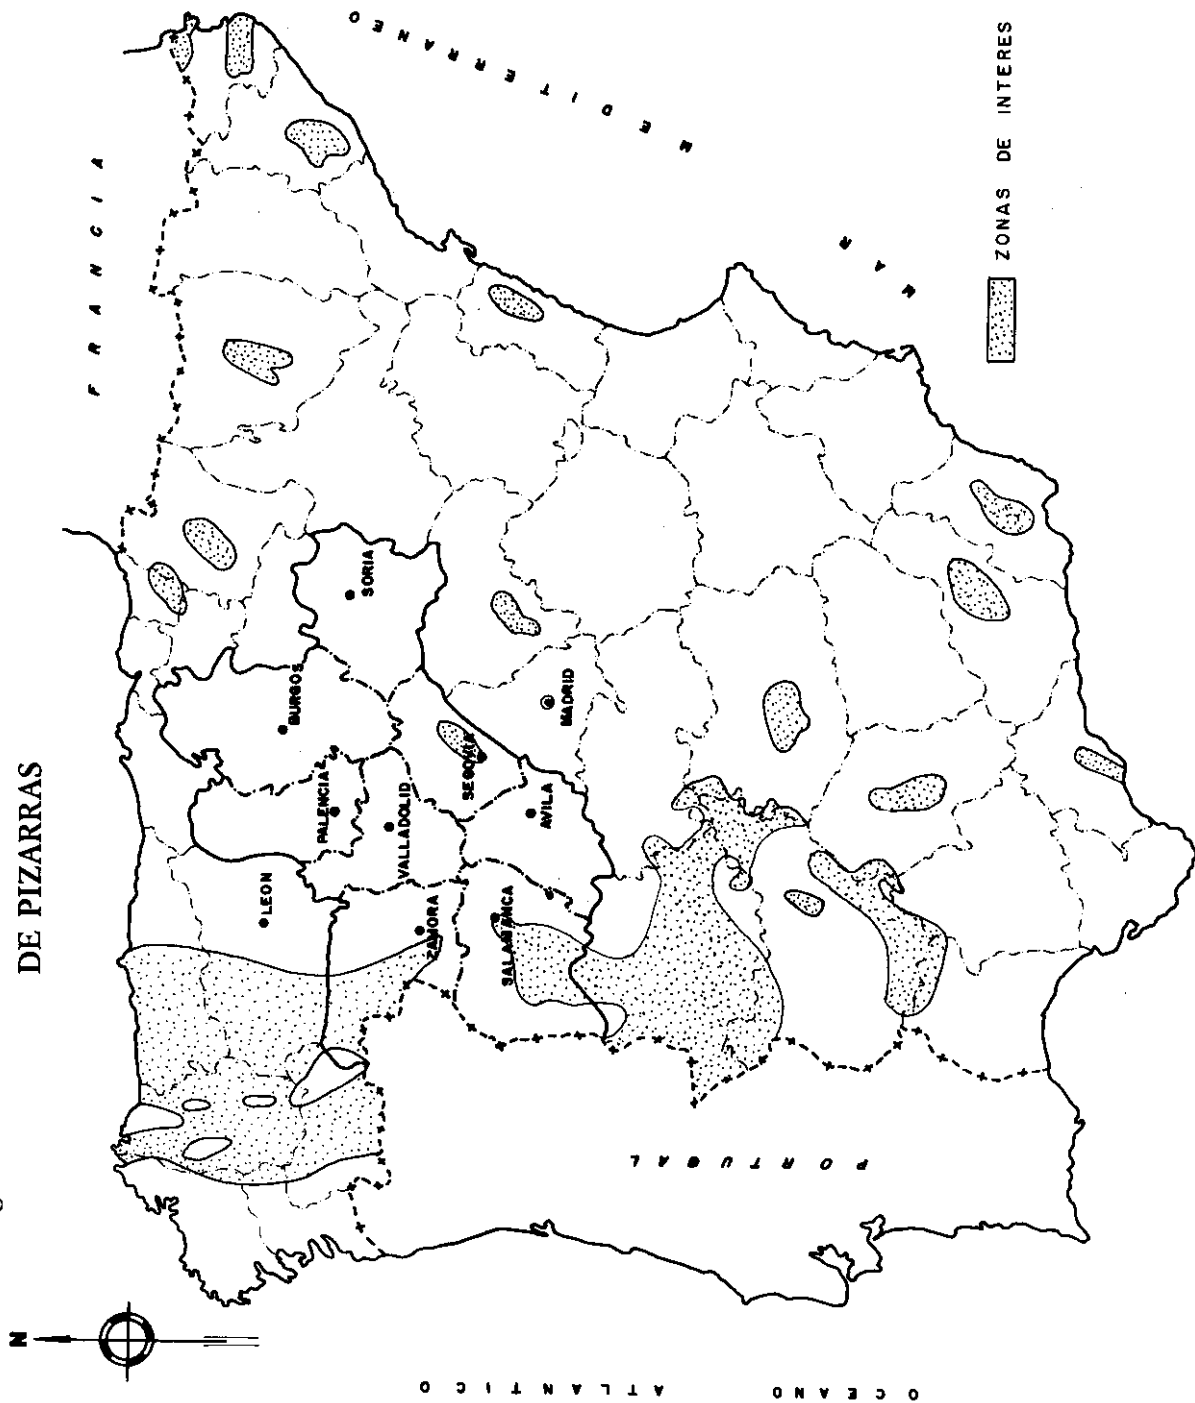 DE PIZARRAS
N
FRANCIA
MAR MEDITERRANEO
OCEANO ATLANTICO
PORTUGAL
LEON
PALENCIA
BURGOS
SORIA
VALLADOLID
ZAMORA
SEGOVIA
SALAMANCA
AVILA
MADRID
ZONAS DE INTERES